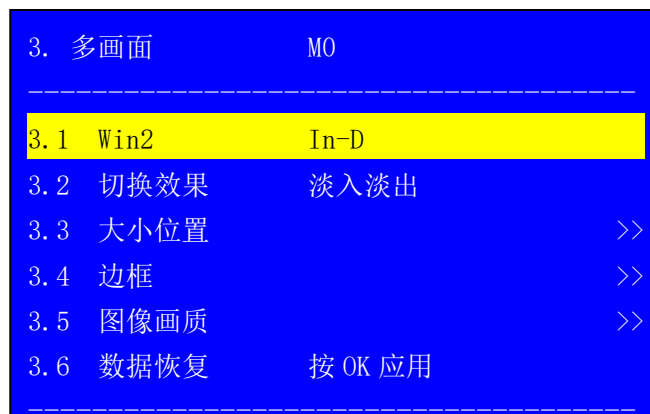 3. 多画面 M0
--------------------------------------
3.1 Win2 In-D
3.2 切换效果 淡入淡出
3.3 大小位置 >>
3.4 边框 >>
3.5 图像画质 >>
3.6 数据恢复 按 OK 应用
--------------------------------------